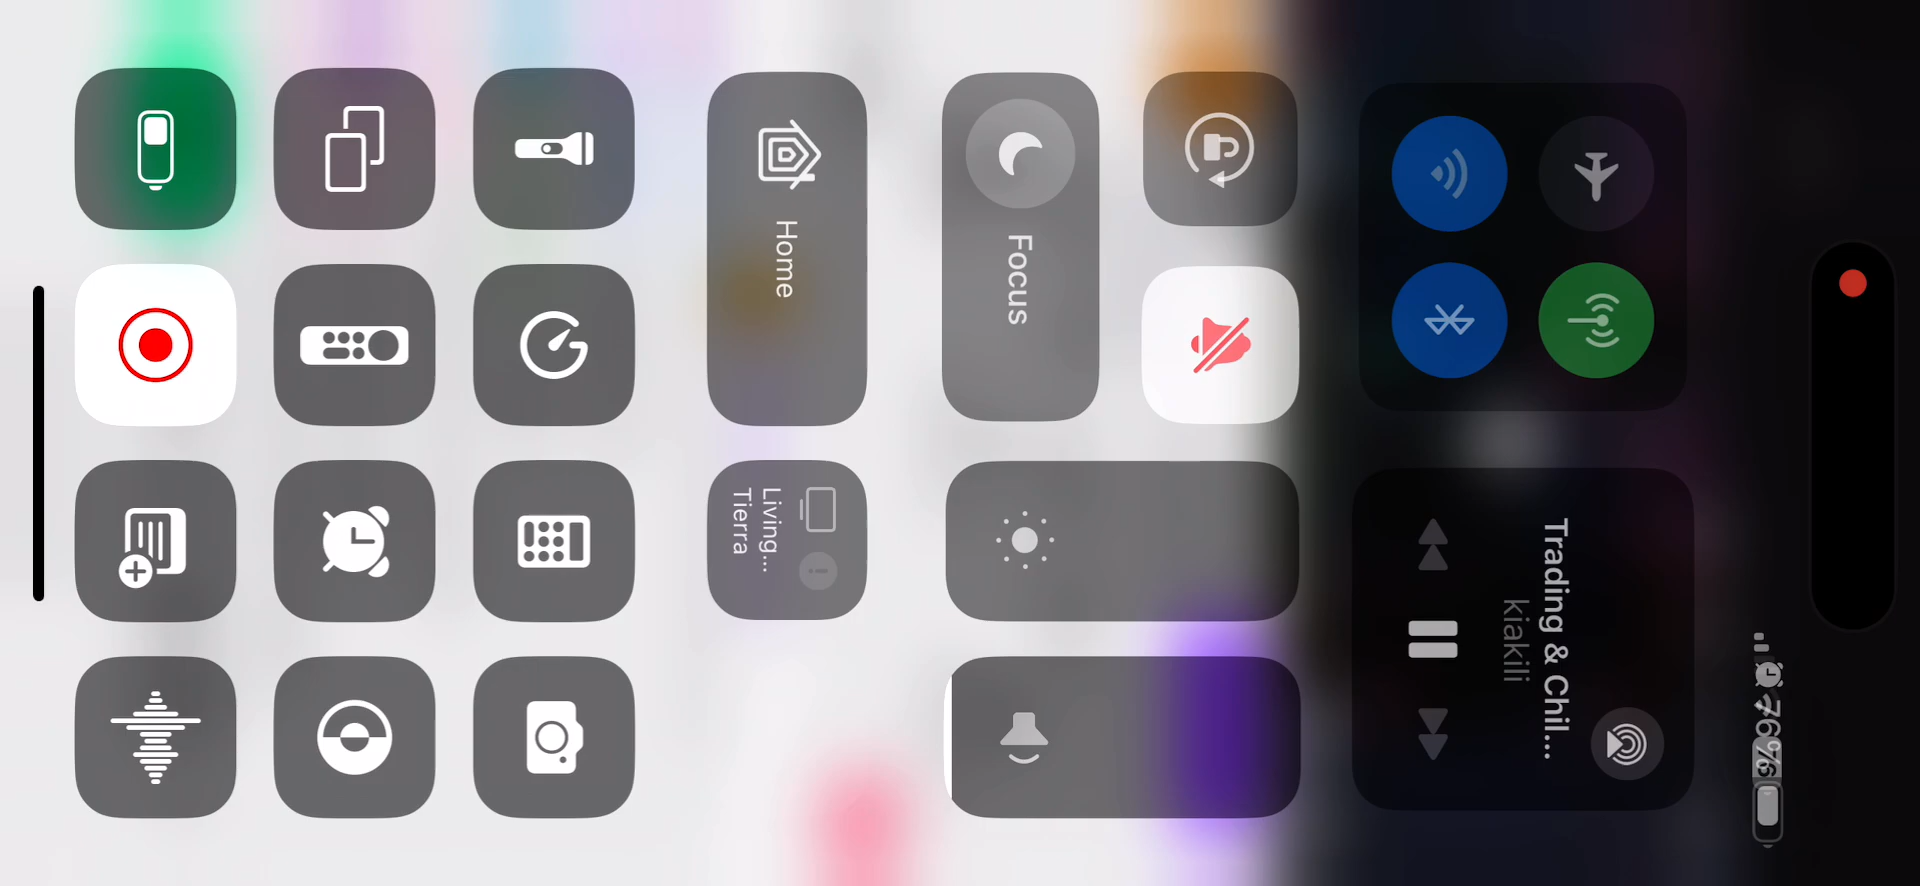 76%
Trading & Chil...
kiakili
Focus
Home
Living...
Tierra